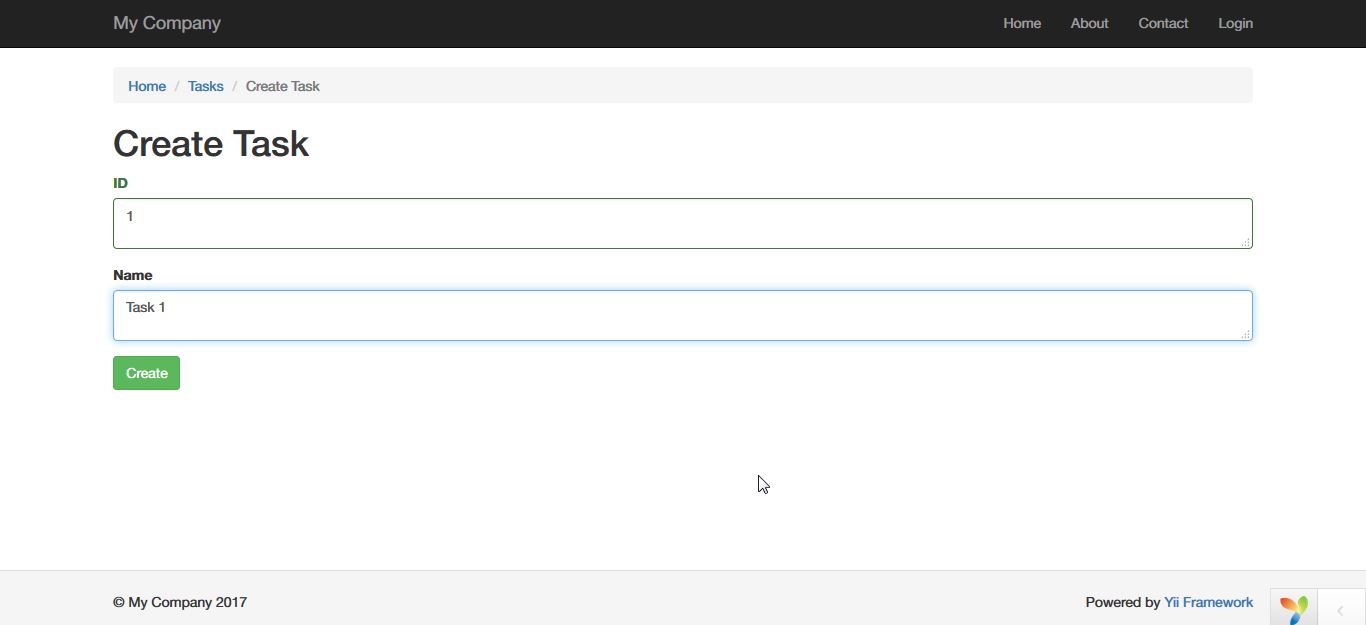 My Company Home About Contact Login
Home / Tasks / Create Task
Create Task
ID
1
Name
Task 1
Create
© My Company 2017 Powered by Yii Framework